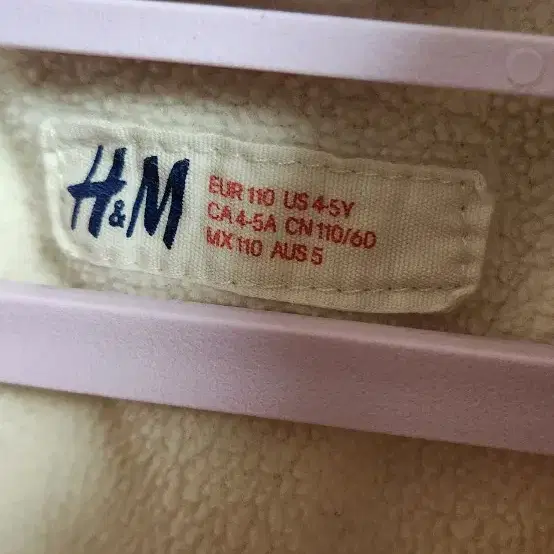 H&M
EUR 110 US 4-5Y
CA 4-5A CN 110/60
MX 110 AUS 5